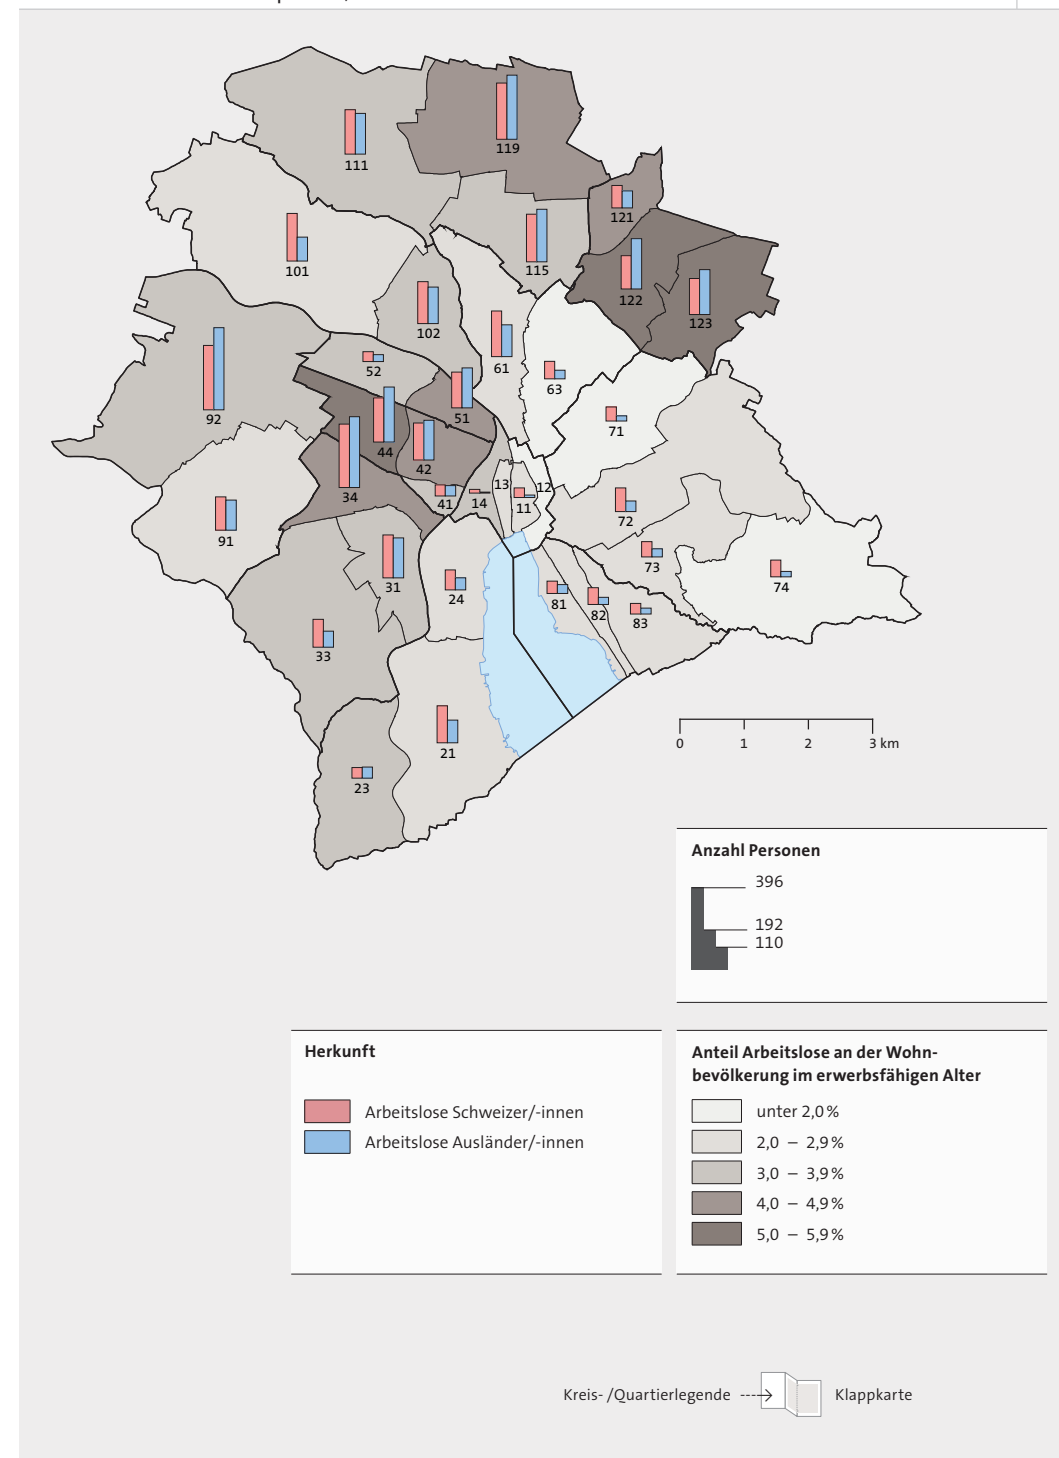 119
111
121
115
101
122
123
102
61
52
63
51
92
71
44
42
13
12
34
41
14
11
72
91
73
31
74
24
81
82
83
33
21
23
0 1 2 3 km
Anzahl Personen
396
192
110
Herkunft
Arbeitslose Schweizer/-innen
Arbeitslose Ausländer/-innen
Anteil Arbeitslose an der Wohn-
bevölkerung im erwerbsfähigen Alter
unter 2,0 %
2,0 – 2,9 %
3,0 – 3,9 %
4,0 – 4,9 %
5,0 – 5,9 %
Kreis- /Quartierlegende Klappkarte